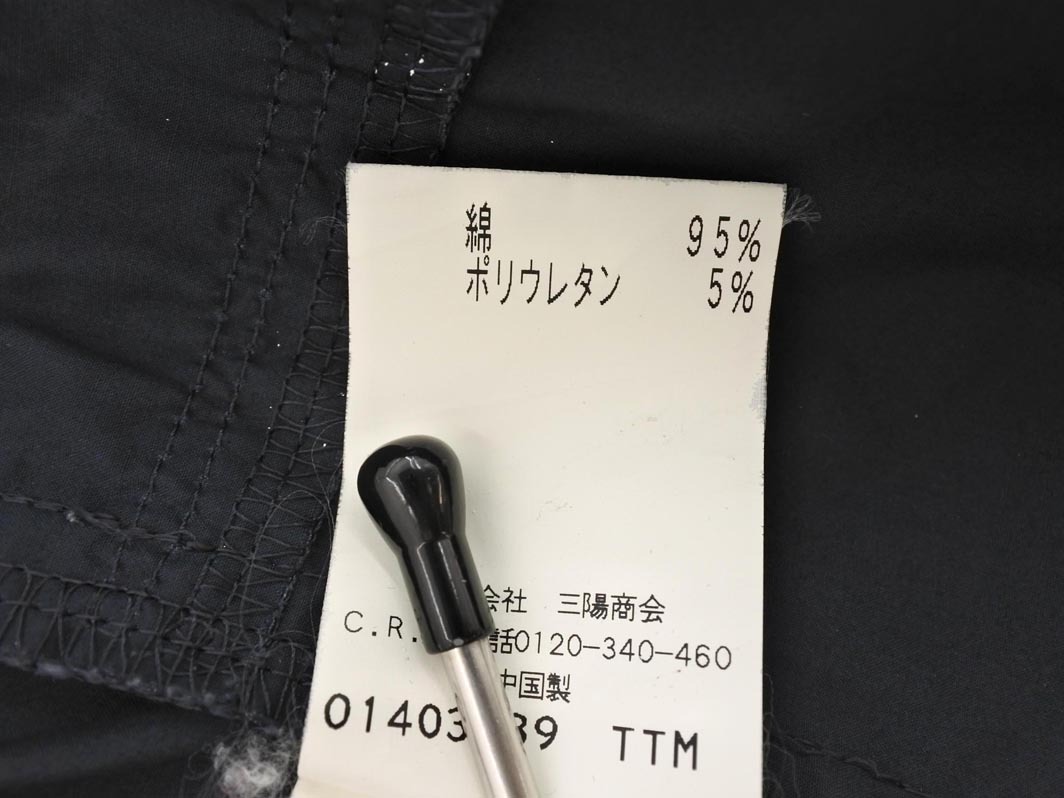 綿 95%
ポリウレタン 5%
会社 三陽商会
C.R. 話0120-340-460
中国製
01403 39 TTM